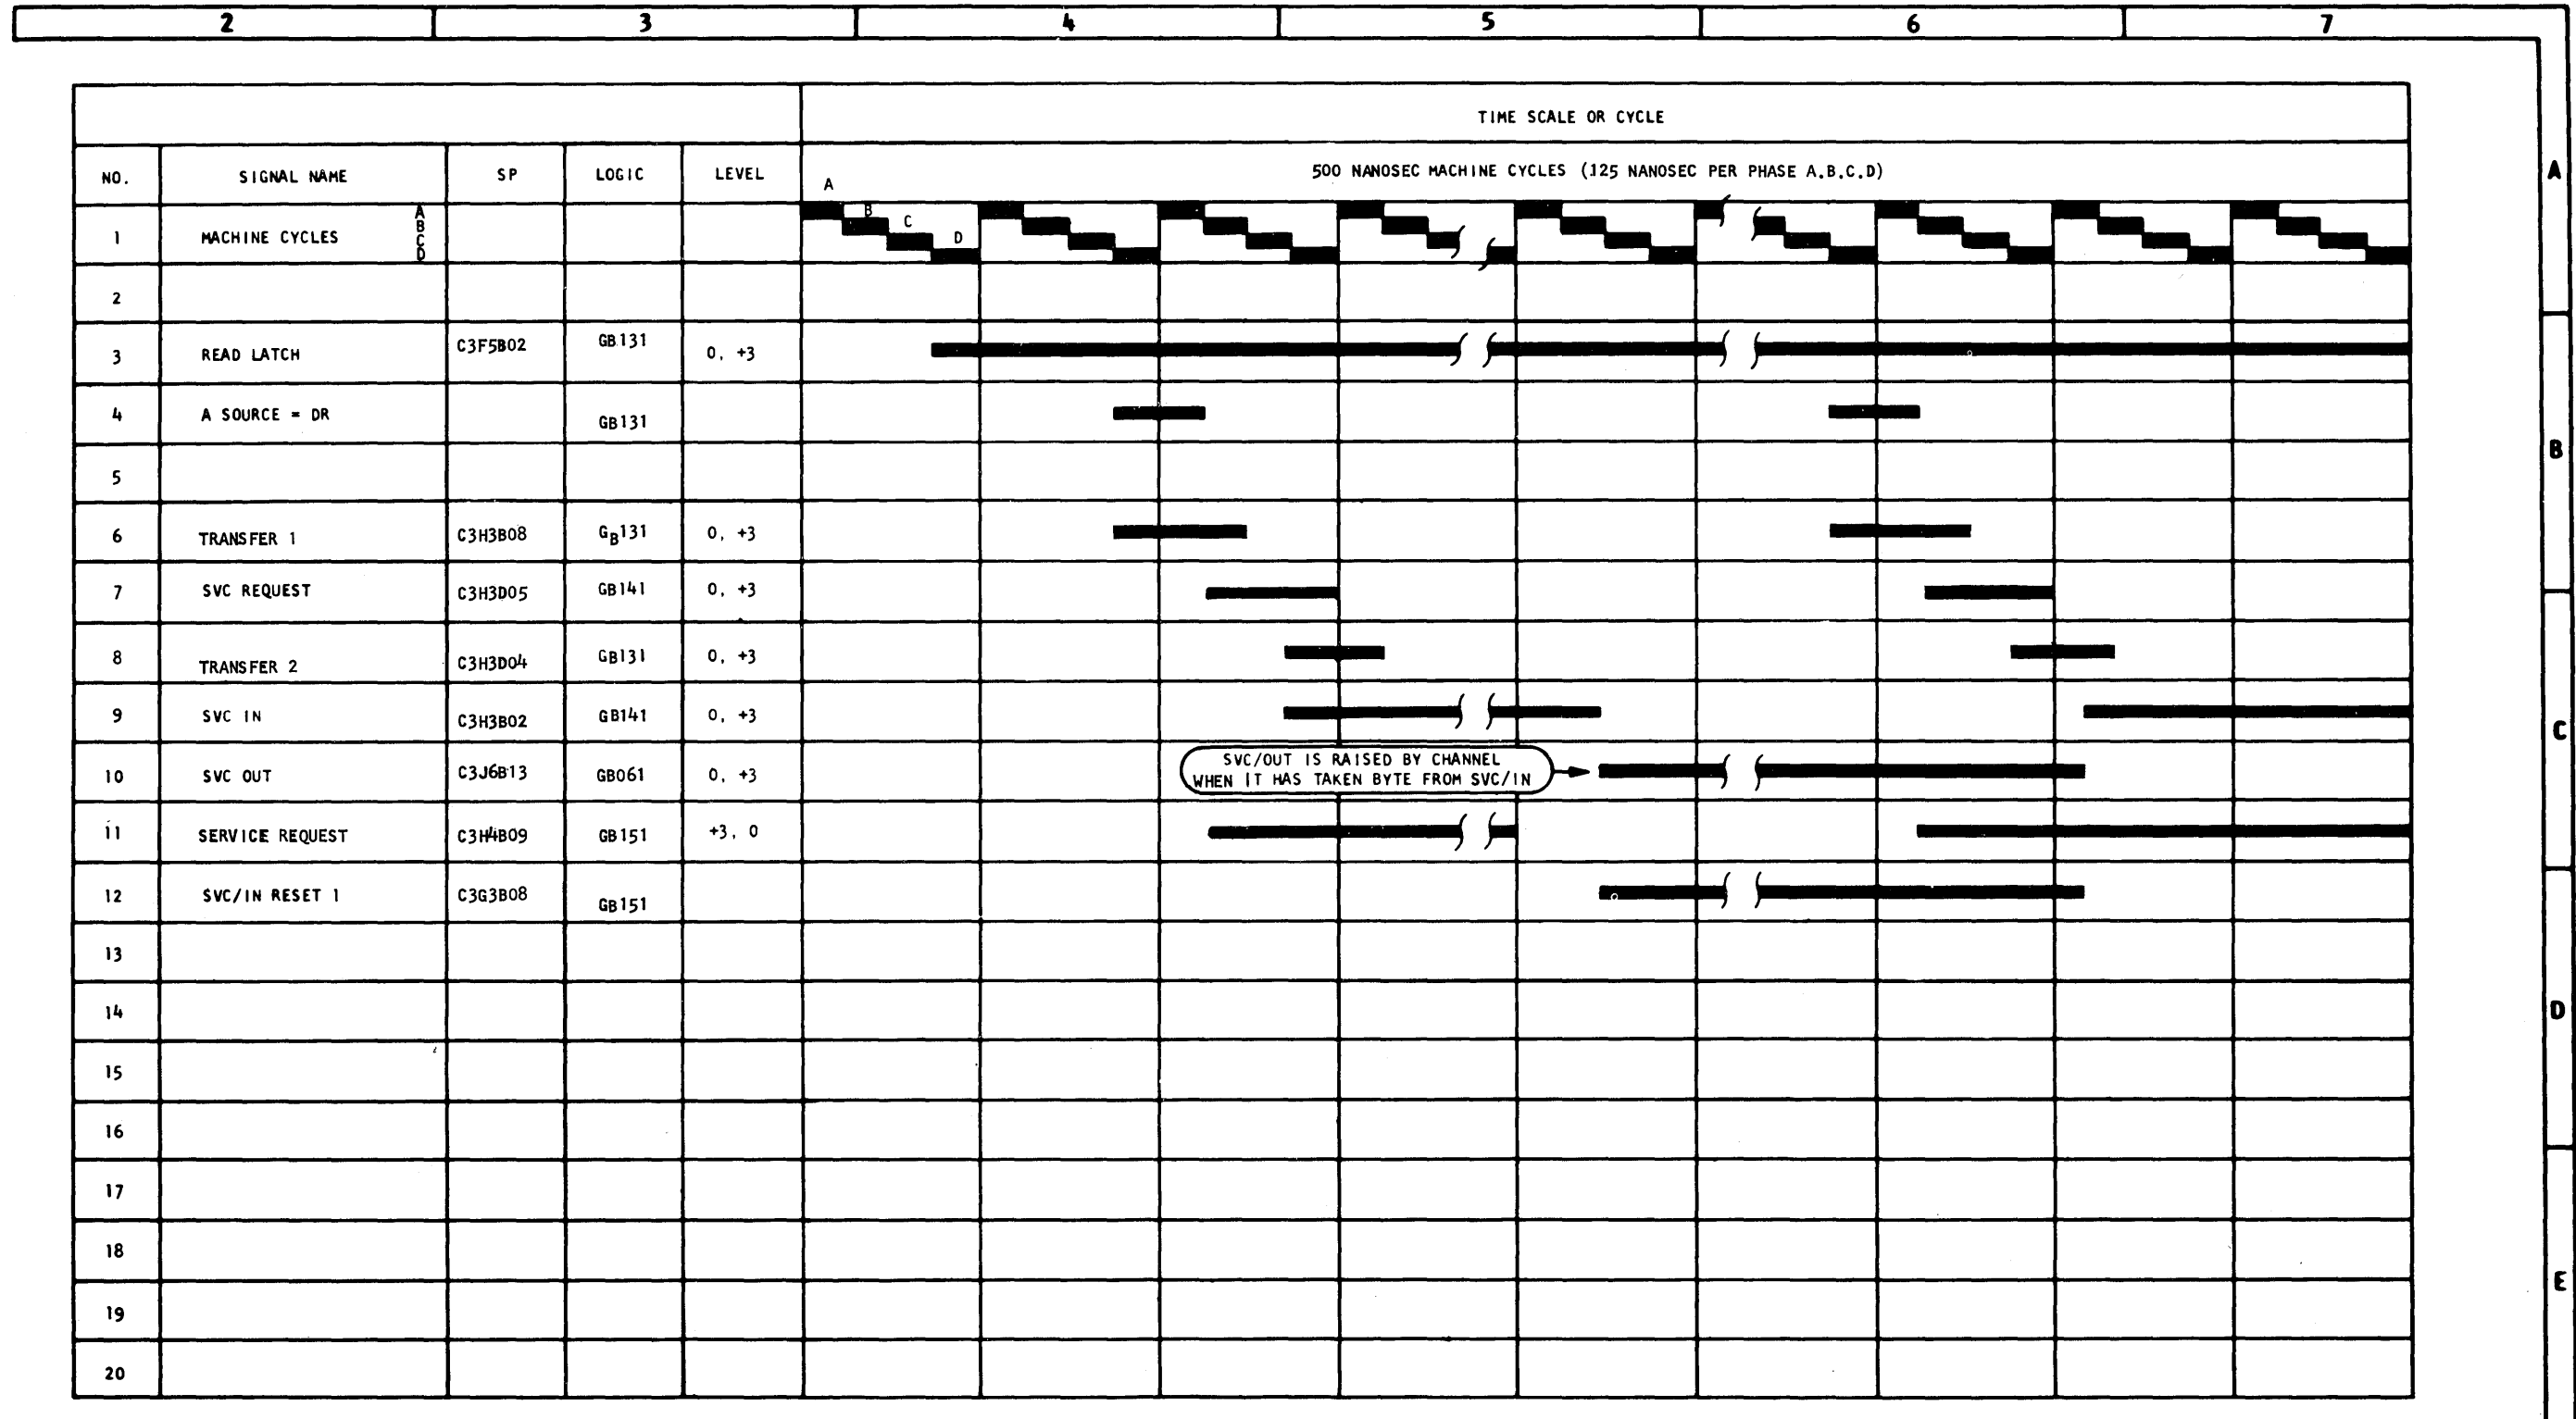 2 3 4 5 6 7
TIME SCALE OR CYCLE
NO. SIGNAL NAME SP LOGIC LEVEL 500 NANOSEC MACHINE CYCLES (125 NANOSEC PER PHASE A.B.C.D) A
A
1 MACHINE CYCLES A B C D B C D
2
3 READ LATCH C3F5B02 GB131 0, +3
4 A SOURCE = DR GB131
5 B
6 TRANSFER 1 C3H3B08 GB131 0, +3
7 SVC REQUEST C3H3D05 GB141 0, +3
8 TRANSFER 2 C3H3D04 GB131 0, +3
9 SVC IN C3H3B02 GB141 0, +3 C
10 SVC OUT C3J6B13 GB061 0, +3
SVC/OUT IS RAISED BY CHANNEL
WHEN IT HAS TAKEN BYTE FROM SVC/IN
11 SERVICE REQUEST C3H4B09 GB151 +3, 0
12 SVC/IN RESET 1 C3G3B08 GB151
13
14 D
15
16
17
18
19 E
20